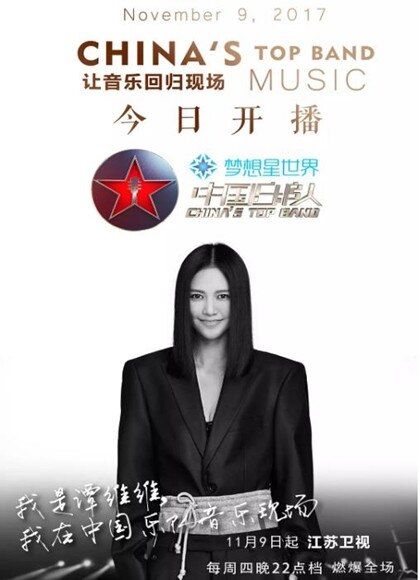 November 9, 2017
CHINA'S TOP BAND
让音乐回归现场 MUSIC
今日开播
梦想星世界
中国乐队
CHINA'S TOP BAND
我是谭维维，
我在中国乐队音乐现场
11月9日起 江苏卫视
每周四晚22点档 燃爆全场